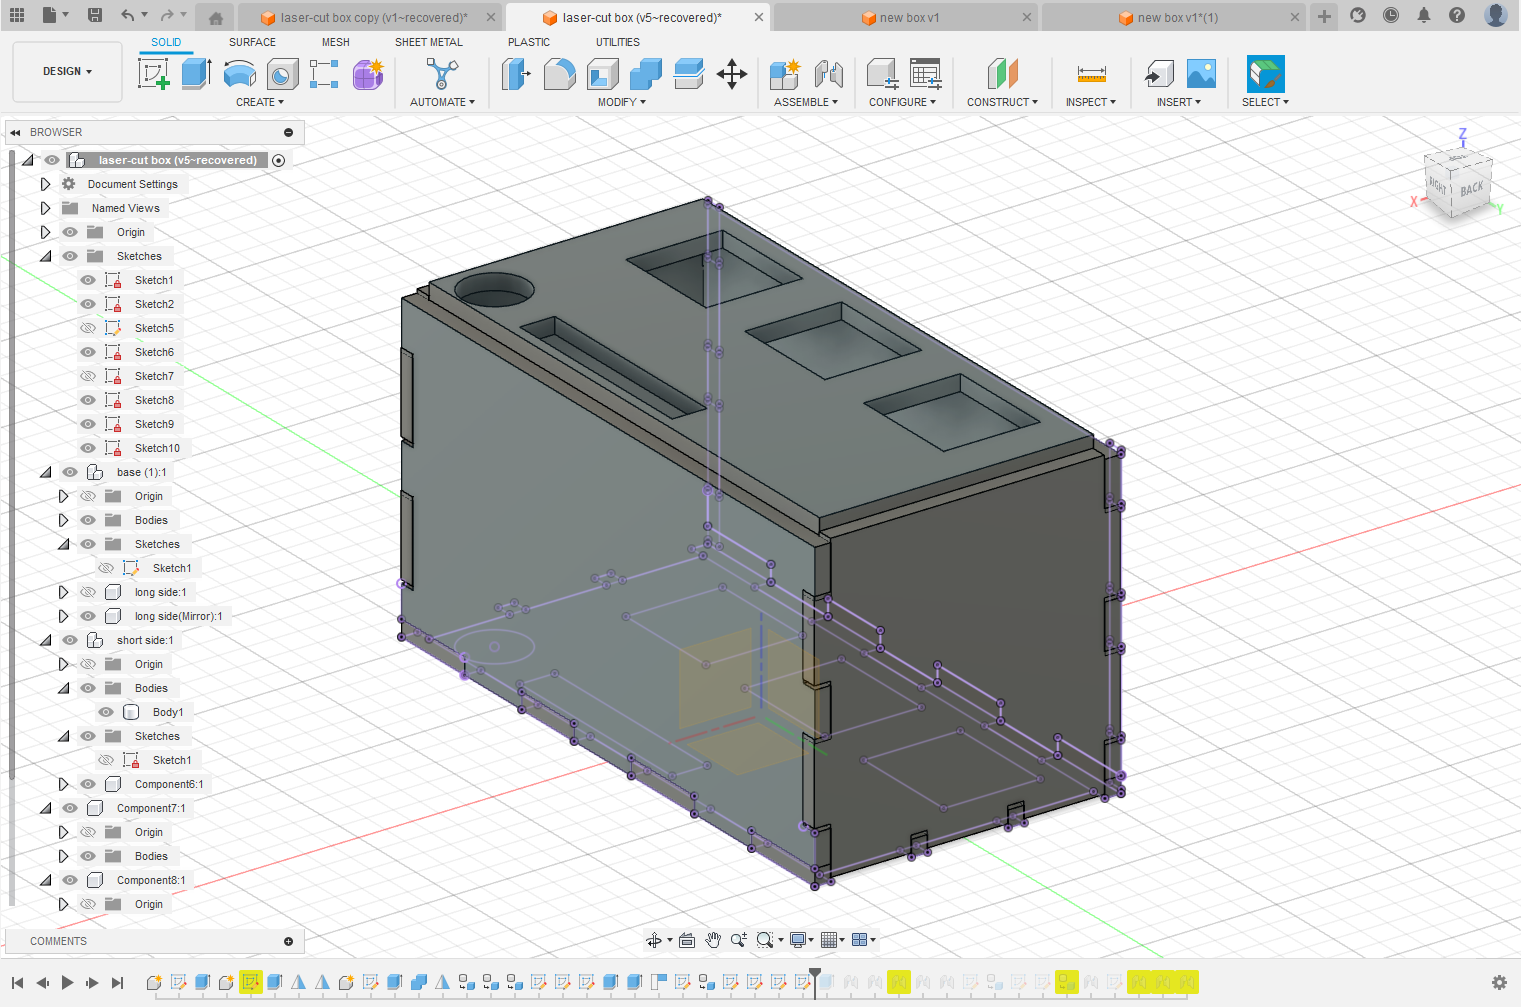 laser-cut box copy (v1~recovered)*
laser-cut box (v5~recovered)*
new box v1
new box v1*(1)
SOLID
SURFACE
MESH
SHEET METAL
PLASTIC
UTILITIES
DESIGN
CREATE
AUTOMATE
MODIFY
ASSEMBLE
CONFIGURE
CONSTRUCT
INSPECT
INSERT
SELECT
BROWSER
laser-cut box (v5~recovered)
Document Settings
Named Views
Origin
Sketches
Sketch1
Sketch2
Sketch5
Sketch6
Sketch7
Sketch8
Sketch9
Sketch10
base (1):1
Origin
Bodies
Sketches
Sketch1
long side:1
long side(Mirror):1
short side:1
Origin
Bodies
Body1
Sketches
Sketch1
Component6:1
Component7:1
Origin
Bodies
Component8:1
Origin
COMMENTS
Z
RIGHT
BACK
X
Y